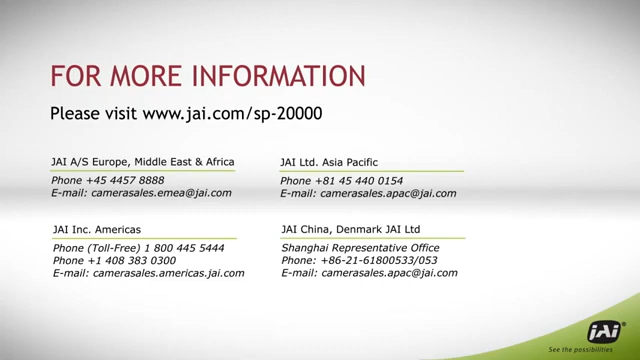 FOR MORE INFORMATION
Please visit www.jai.com/sp-20000
JAI A/S Europe, Middle East & Africa
Phone +45 4457 8888
E-mail: camerasales.emea@jai.com
JAI Ltd. Asia Pacific
Phone +81 45 440 0154
E-mail: camerasales.apac@jai.com
JAI Inc. Americas
Phone (Toll-Free) 1 800 445 5444
Phone +1 408 383 0300
E-mail: camerasales.americas.jai.com
JAI China, Denmark JAI Ltd
Shanghai Representative Office
Phone: +86-21-61800533/053
E-mail: camerasales.apac@jai.com
JAi®
See the possibilities